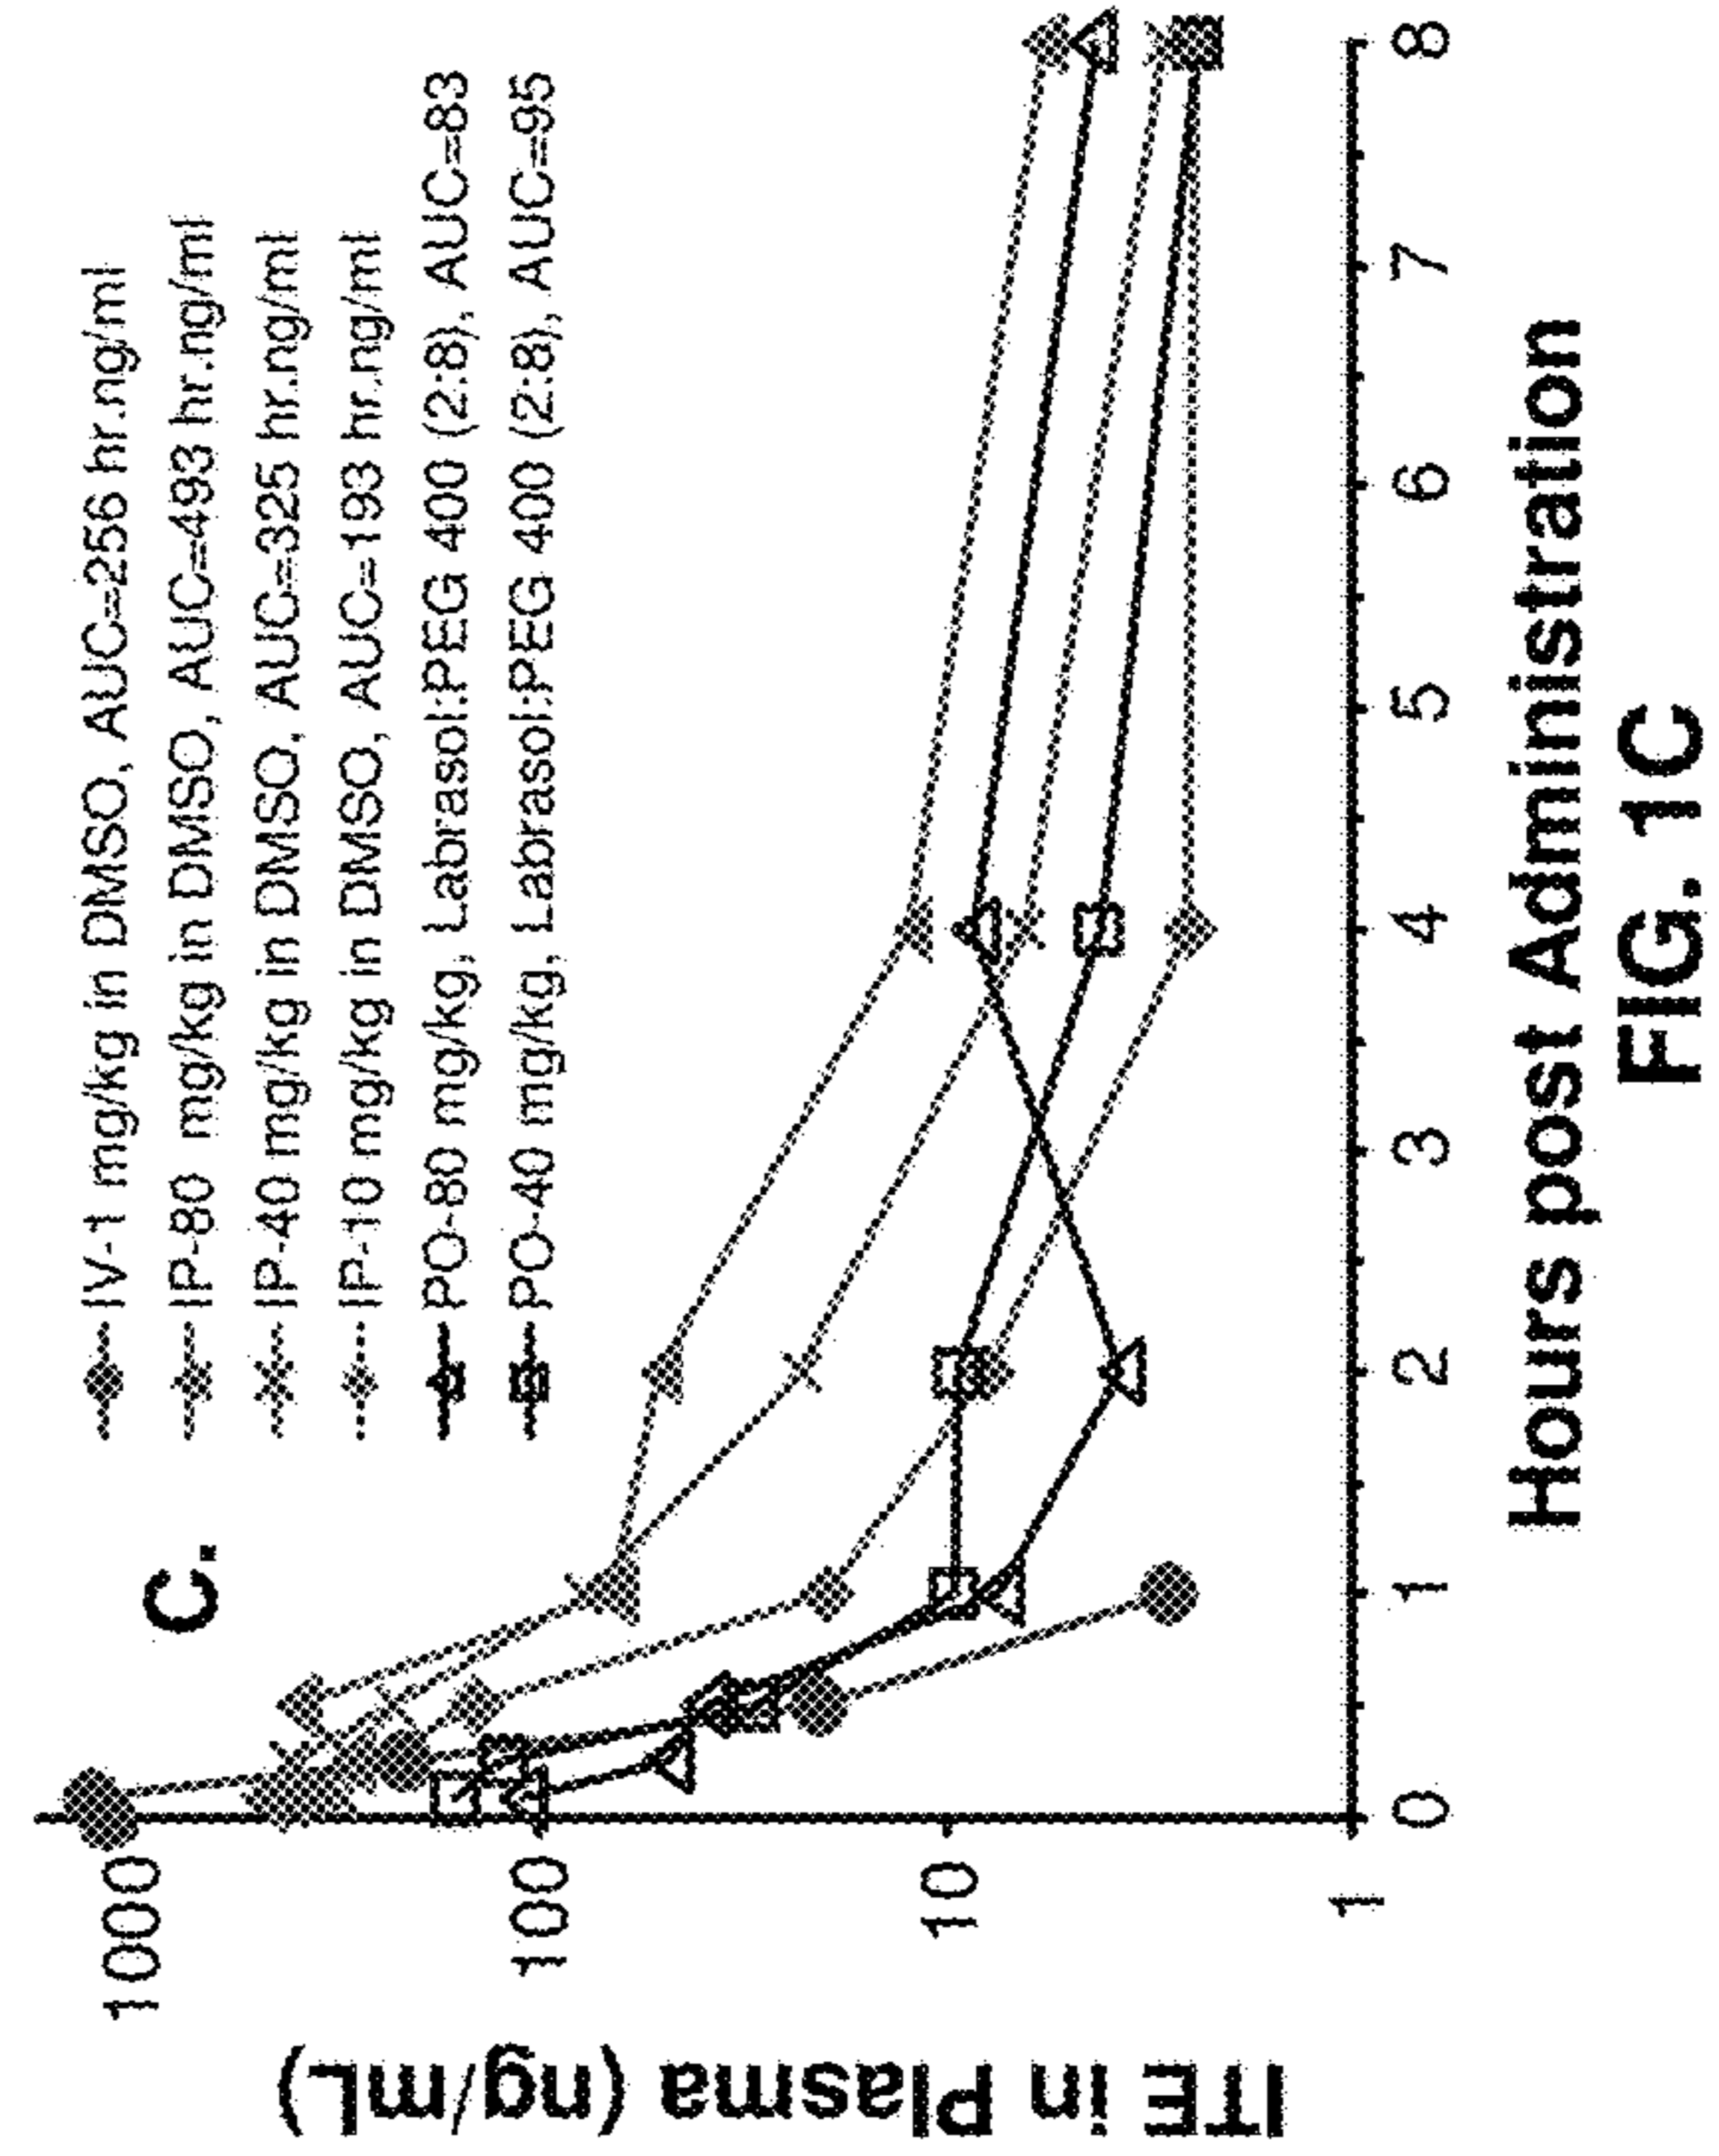 C.
IV-1 mg/kg in DMSO, AUC=256 hr.ng/ml
IP-80 mg/kg in DMSO, AUC=493 hr.ng/ml
IP-40 mg/kg in DMSO, AUC=325 hr.ng/ml
IP-10 mg/kg in DMSO, AUC=193 hr.ng/ml
PO-80 mg/kg, Labrasol:PEG 400 (2:8), AUC=83
PO-40 mg/kg, Labrasol:PEG 400 (2:8), AUC=95
ITE in Plasma (ng/mL)
1000
100
10
1
0 1 2 3 4 5 6 7 8
Hours post Administration
FIG. 1C